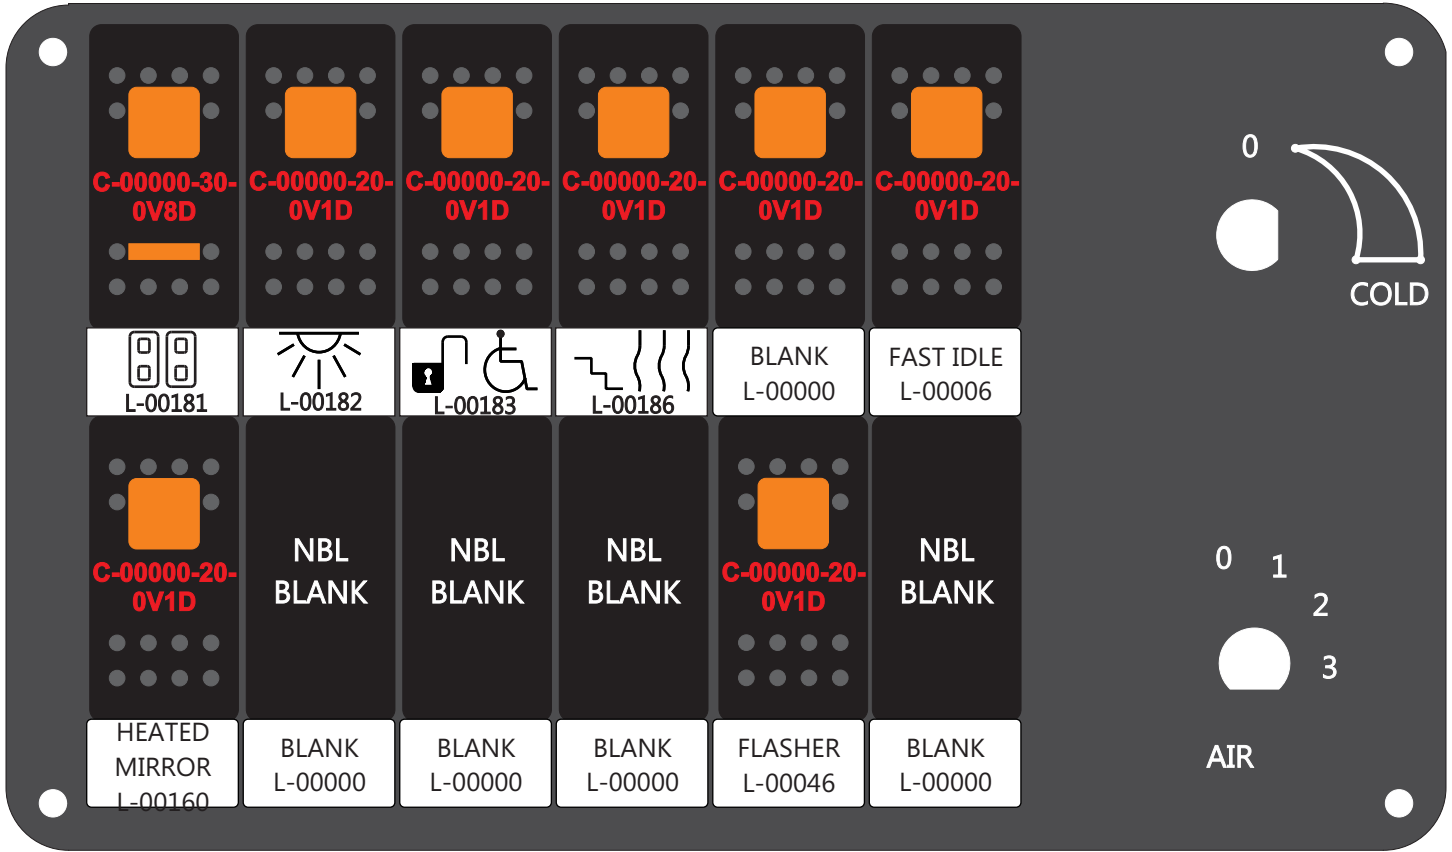 C-00000-30-
0V8D
C-00000-20-
0V1D
C-00000-20-
0V1D
C-00000-20-
0V1D
C-00000-20-
0V1D
C-00000-20-
0V1D
L-00181
L-00182
L-00183
L-00186
BLANK
L-00000
FAST IDLE
L-00006
0
COLD
C-00000-20-
0V1D
NBL
BLANK
NBL
BLANK
NBL
BLANK
C-00000-20-
0V1D
NBL
BLANK
HEATED
MIRROR
L-00160
BLANK
L-00000
BLANK
L-00000
BLANK
L-00000
FLASHER
L-00046
BLANK
L-00000
0
1
2
3
AIR